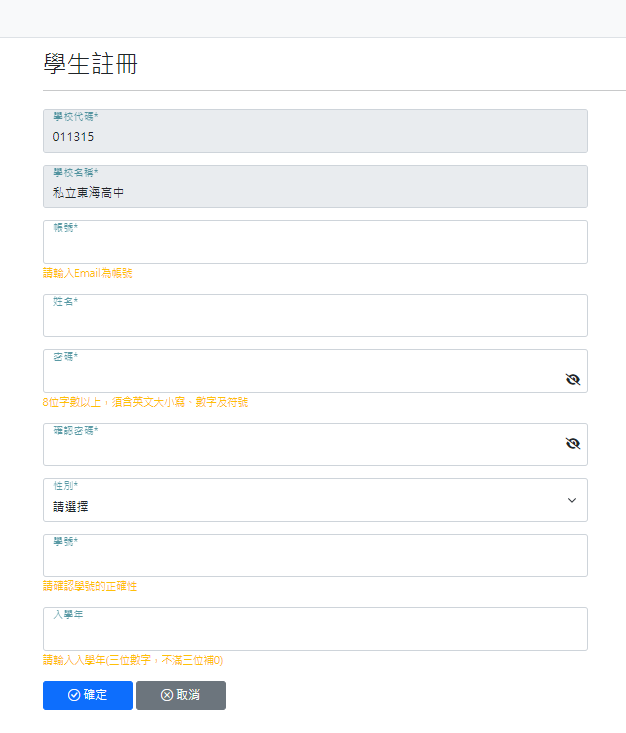 學生註冊
學校代碼*
011315
學校名稱*
私立東海高中
帳號*
請輸入Email為帳號
姓名*
密碼*
8位字數以上，須含英文大小寫、數字及符號
確認密碼*
性別*
請選擇
學號*
請確認學號的正確性
入學年
請輸入入學年(三位數字，不滿三位補0)
確定 取消